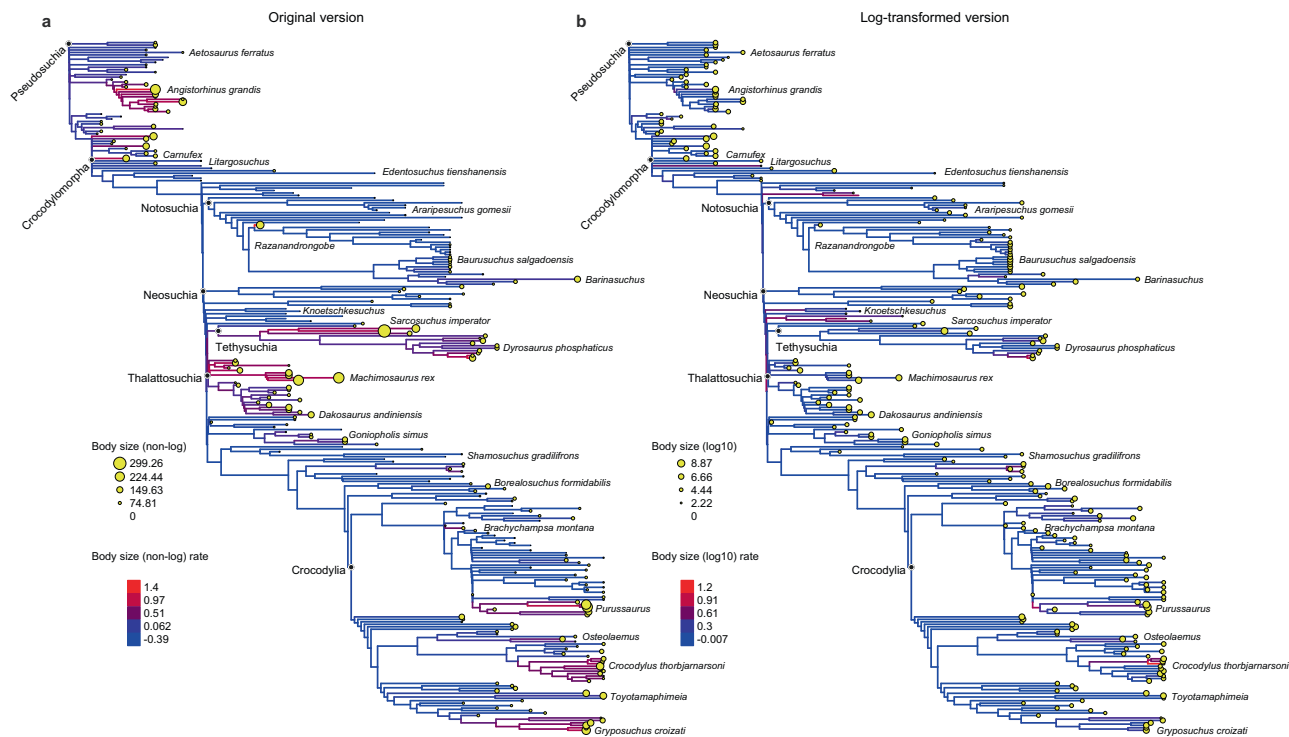 a
Original version
Pseudosuchia
Aetosaurus ferratus
Angistorhinus grandis
Crocodylomorpha
Carnufex
Litargosuchus
Edentosuchus tienshanensis
Notosuchia
Araripesuchus gomesii
Razanandrongobe
Baurusuchus salgadoensis
Barinasuchus
Neosuchia
Knoetschkesuchus
Sarcosuchus imperator
Tethysuchia
Dyrosaurus phosphaticus
Thalattosuchia
Machimosaurus rex
Dakosaurus andiniensis
Goniopholis simus
Body size (non-log)
299.26
224.44
149.63
74.81
0
Shamosuchus gradilifrons
Borealosuchus formidabilis
Brachychampsa montana
Body size (non-log) rate
1.4
0.97
0.51
0.062
-0.39
Crocodylia
Purussaurus
Osteolaemus
Crocodylus thorbjarnarsoni
Toyotamaphimeia
Gryposuchus croizati
b
Log-transformed version
Pseudosuchia
Aetosaurus ferratus
Angistorhinus grandis
Crocodylomorpha
Carnufex
Litargosuchus
Edentosuchus tienshanensis
Notosuchia
Araripesuchus gomesii
Razanandrongobe
Baurusuchus salgadoensis
Barinasuchus
Neosuchia
Knoetschkesuchus
Sarcosuchus imperator
Tethysuchia
Dyrosaurus phosphaticus
Thalattosuchia
Machimosaurus rex
Dakosaurus andiniensis
Goniopholis simus
Body size (log10)
8.87
6.66
4.44
2.22
0
Shamosuchus gradilifrons
Borealosuchus formidabilis
Brachychampsa montana
Body size (log10) rate
1.2
0.91
0.61
0.3
-0.007
Crocodylia
Purussaurus
Osteolaemus
Crocodylus thorbjarnarsoni
Toyotamaphimeia
Gryposuchus croizati